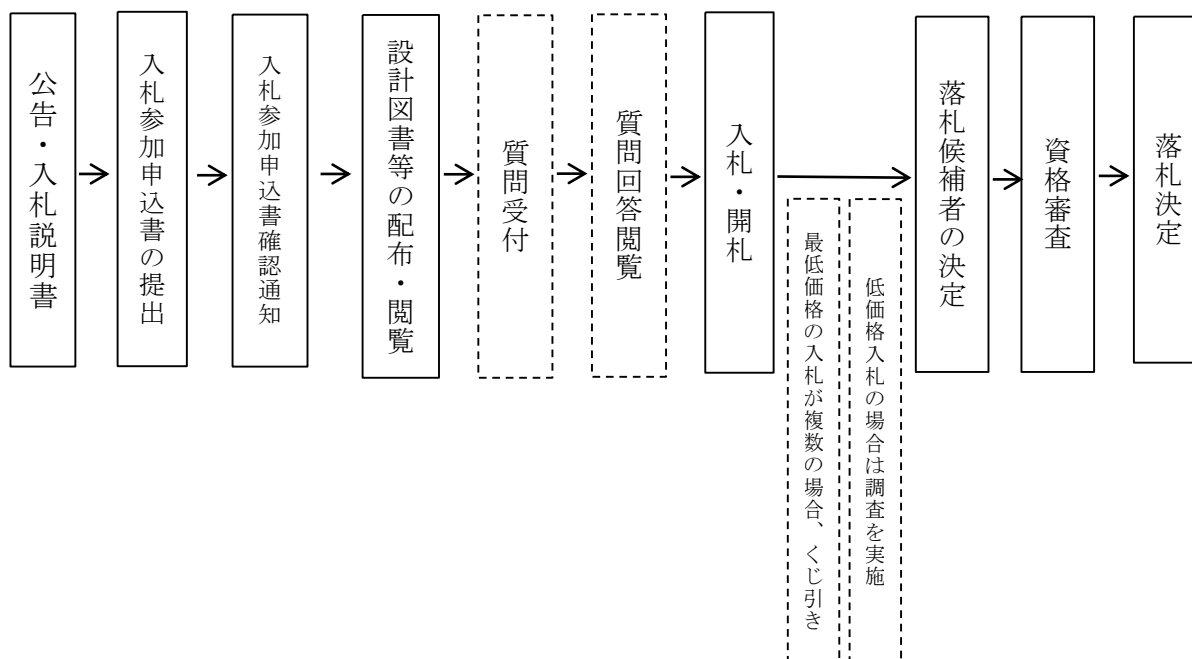 公告・入札説明書
入札参加申込書の提出
入札参加申込書確認通知
設計図書等の配布・閲覧
質問受付
質問回答閲覧
入札・開札
最低価格の入札が複数の場合、くじ引き
低価格入札の場合は調査を実施
落札候補者の決定
資格審査
落札決定